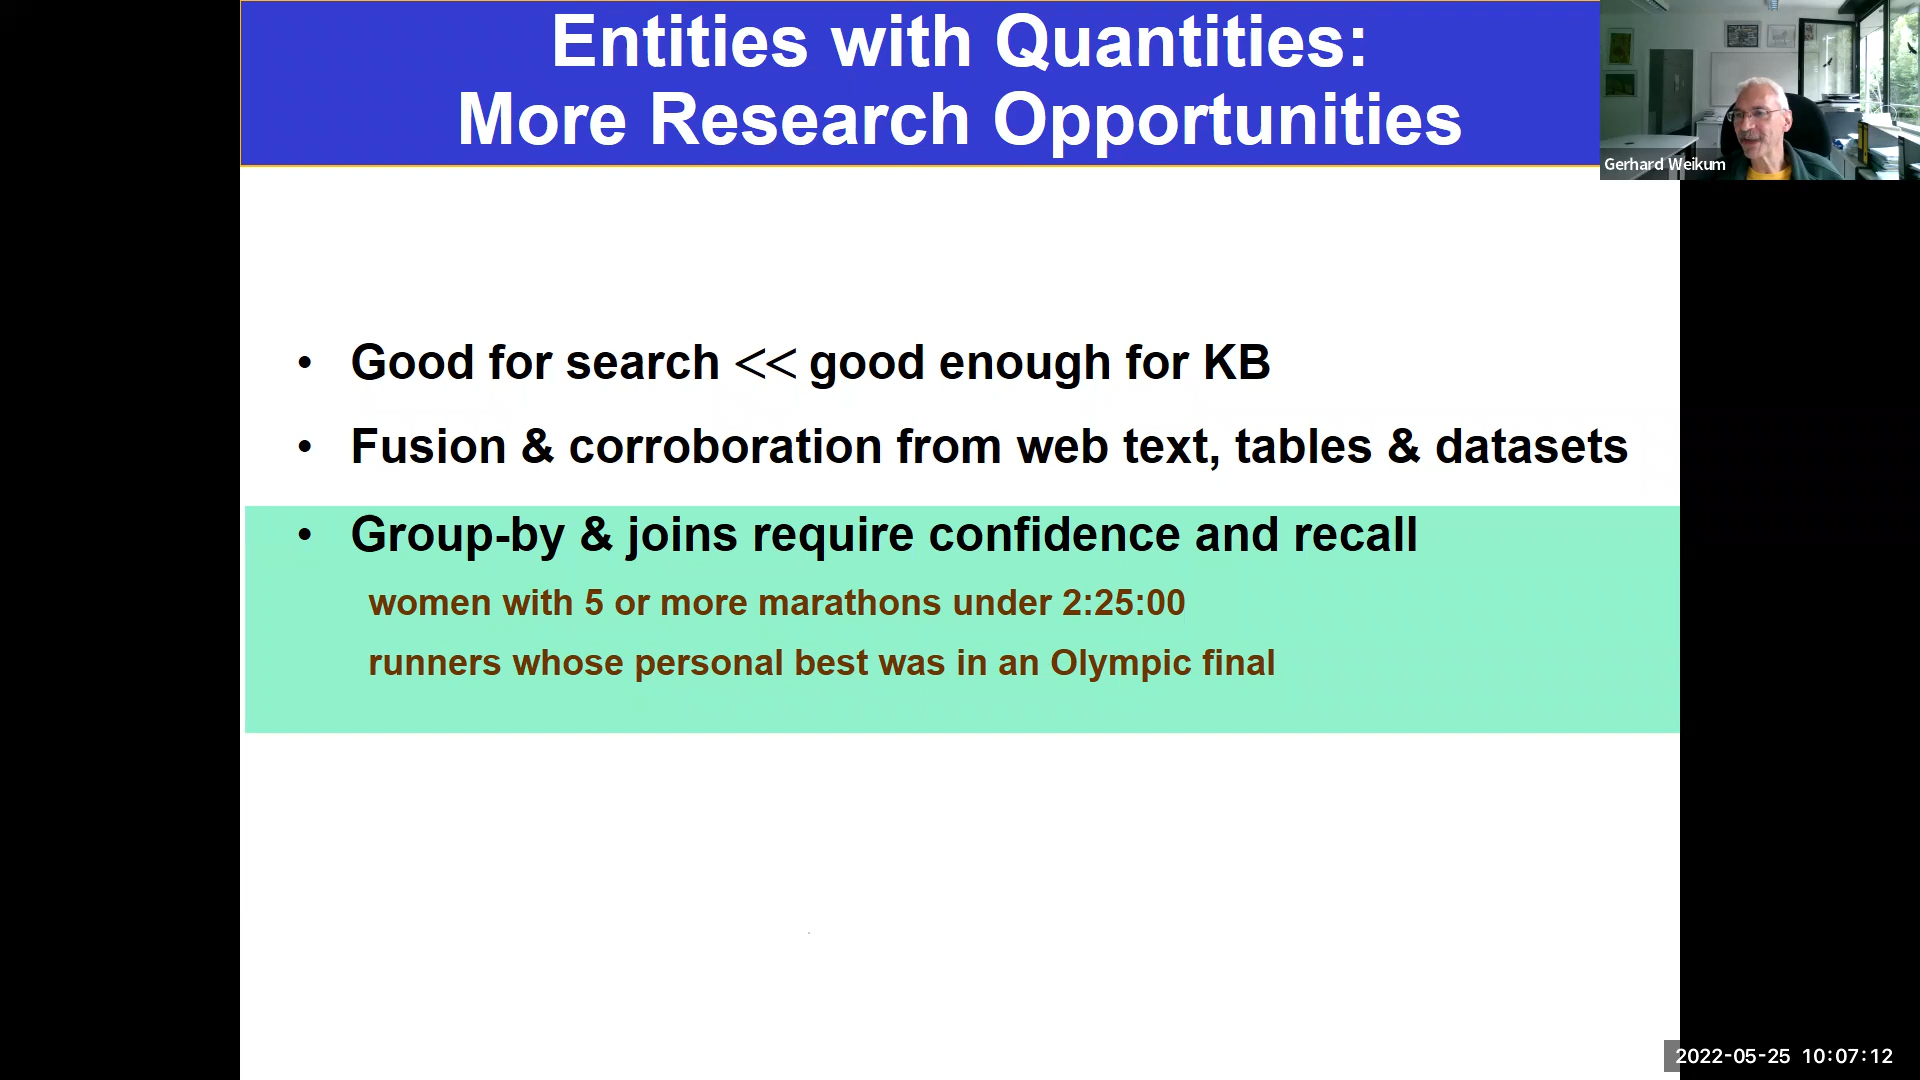 Entities with Quantities:
More Research Opportunities
Gerhard Weikum
• Good for search << good enough for KB
• Fusion & corroboration from web text, tables & datasets
• Group-by & joins require confidence and recall
women with 5 or more marathons under 2:25:00
runners whose personal best was in an Olympic final
2022-05-25 10:07:12